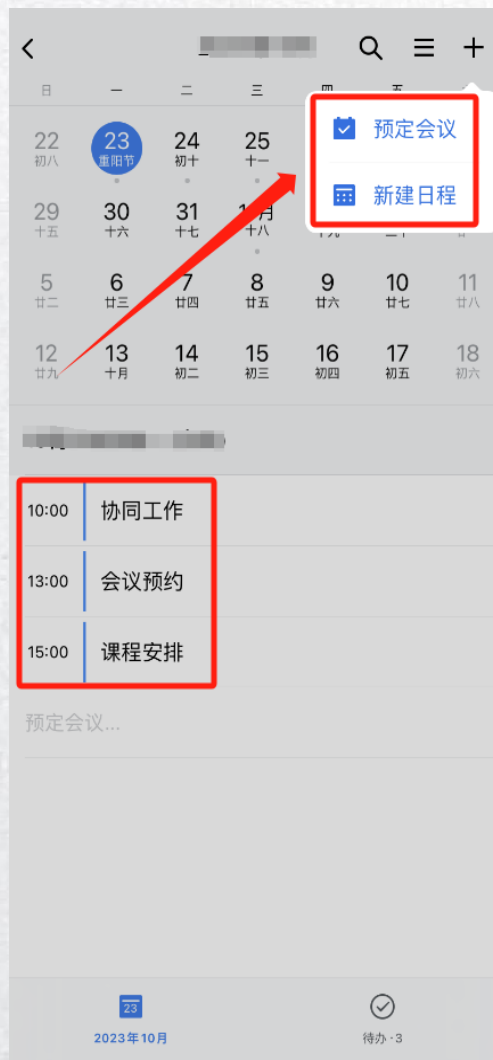 日 一 二 三
22 23 24 25
初八 重阳节 初十 十一
预定会议
新建日程
29 30 31
十五 十六 十七 十八
5 6 7 8 9 10 11
廿二 廿三 廿四 廿五 廿六 廿七 廿八
12 13 14 15 16 17 18
廿九 十月 初二 初三 初四 初五 初六
10:00 协同工作
13:00 会议预约
15:00 课程安排
预定会议...
23
2023年10月 待办·3